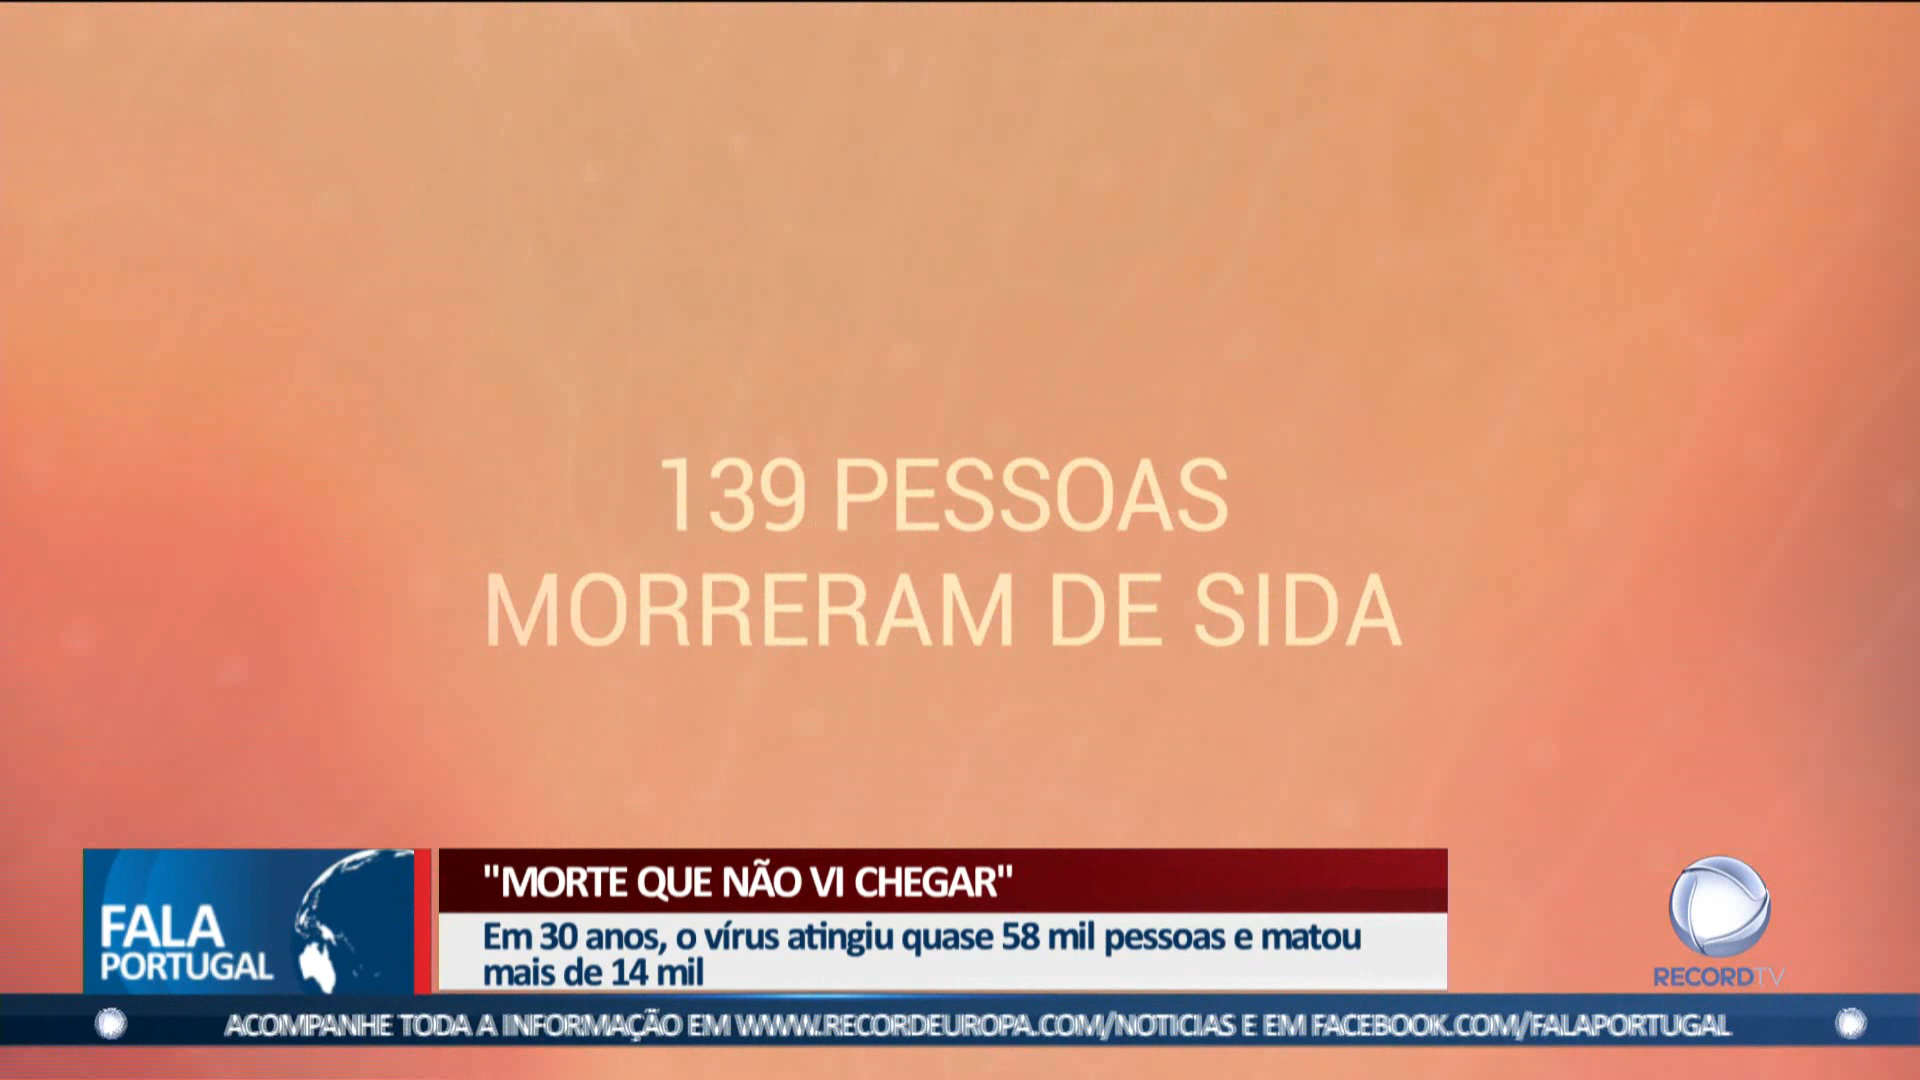 139 PESSOAS
MORRERAM DE SIDA
"MORTE QUE NÃO VI CHEGAR"
Em 30 anos, o vírus atingiu quase 58 mil pessoas e matou
mais de 14 mil
FALA
PORTUGAL
RECORDTV
ACOMPANHE TODA A INFORMAÇÃO EM WWW.RECORDEUROPA.COM/NOTICIAS E EM FACEBOOK.COM/FALAPORTUGAL